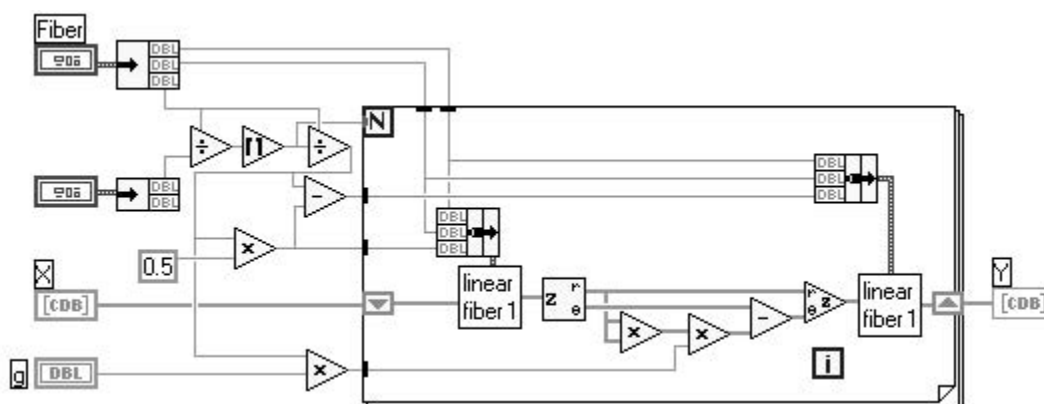 Fiber
DBL
DBL
DBL
N
DBL
DBL
DBL
DBL
DBL
DBL
DBL
DBL
0.5
X
[CDB]
linear
fiber 1
z r
θ
r
θ z
linear
fiber 1
Y
[CDB]
g
DBL
i